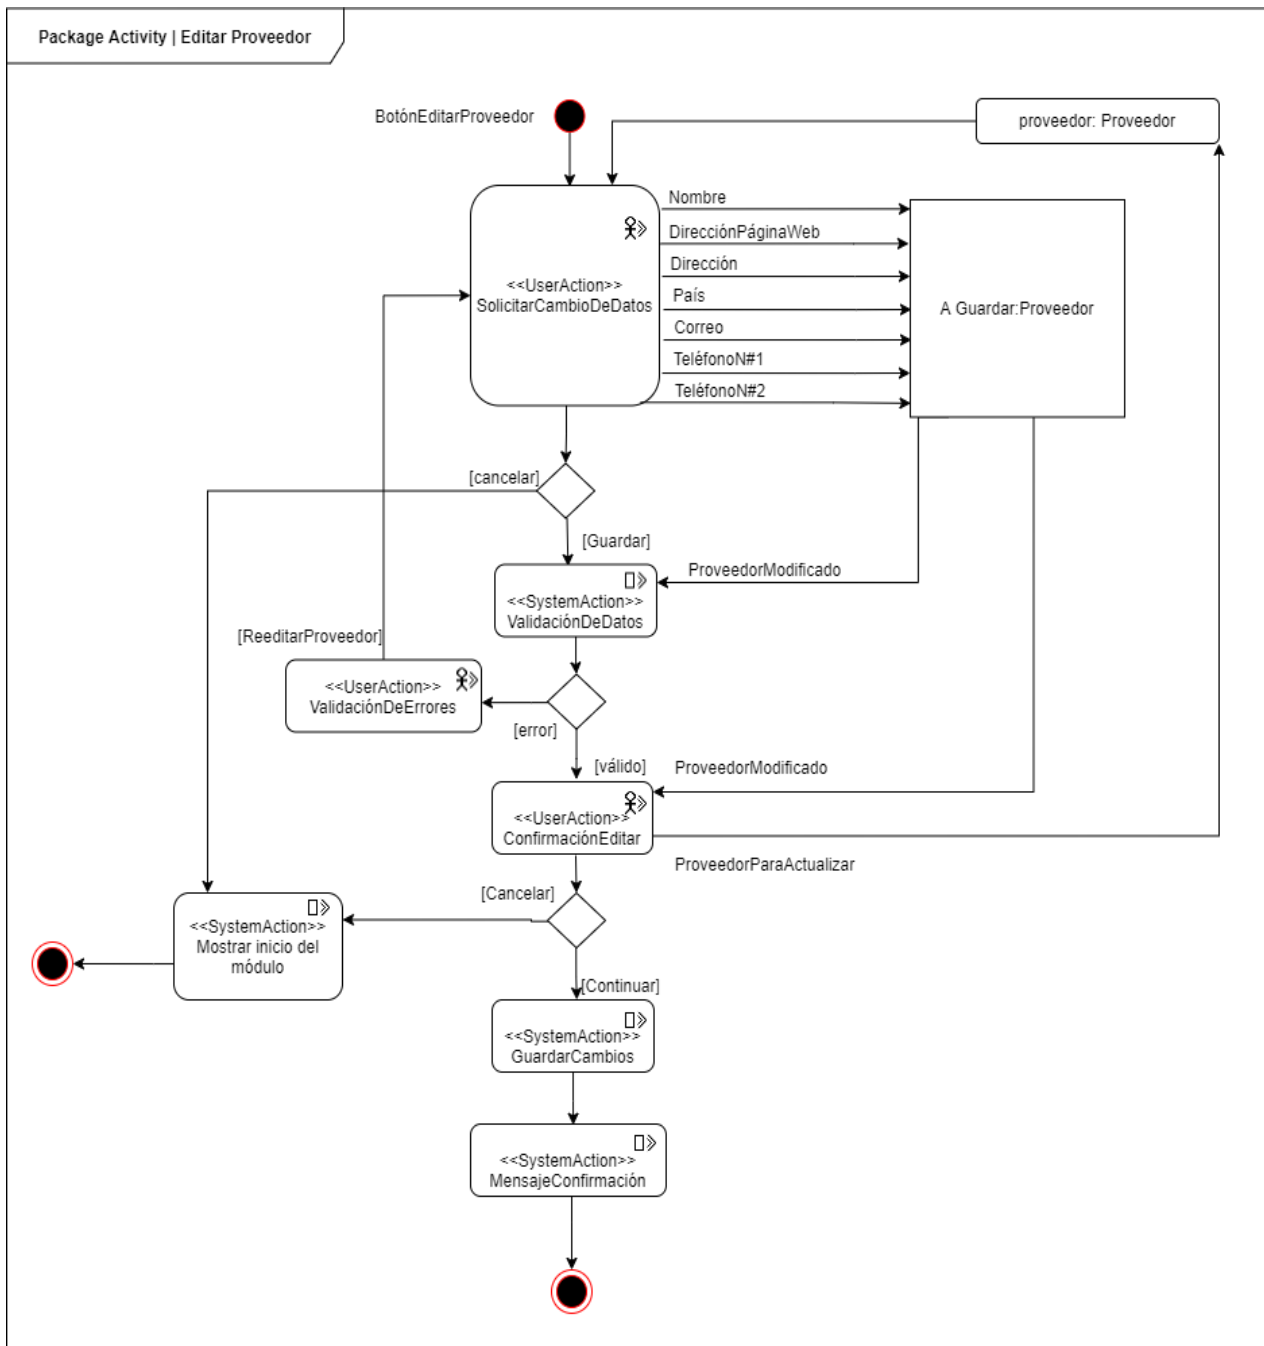 Package Activity | Editar Proveedor
BotónEditarProveedor
proveedor: Proveedor
Nombre
DirecciónPáginaWeb
Dirección
País
Correo
TeléfonoN#1
TeléfonoN#2
<<UserAction>>
SolicitarCambioDeDatos
A Guardar:Proveedor
[cancelar]
[Guardar]
ProveedorModificado
<<SystemAction>>
ValidaciónDeDatos
[ReeditarProveedor]
<<UserAction>>
ValidaciónDeErrores
[error]
[válido]
ProveedorModificado
<<UserAction>>
ConfirmaciónEditar
ProveedorParaActualizar
[Cancelar]
<<SystemAction>>
Mostrar inicio del
módulo
[Continuar]
<<SystemAction>>
GuardarCambios
<<SystemAction>>
MensajeConfirmación